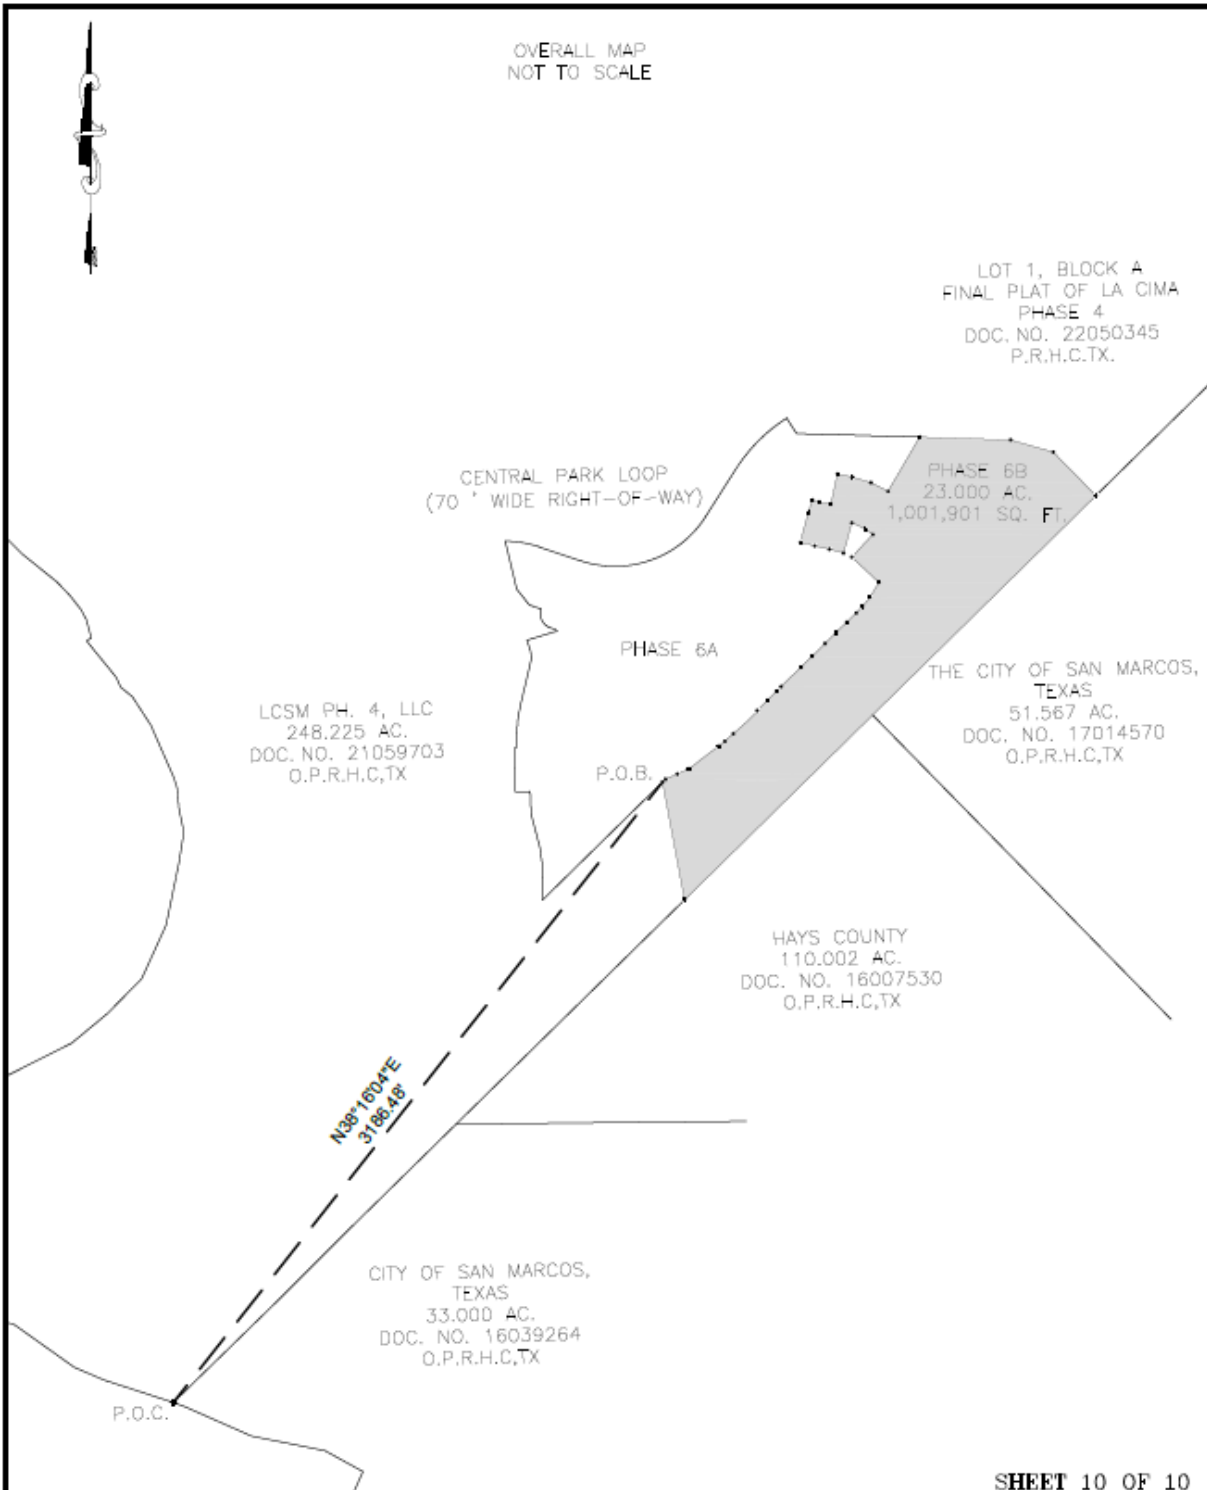 OVERALL MAP
NOT TO SCALE
LOT 1, BLOCK A
FINAL PLAT OF LA CIMA
PHASE 4
DOC. NO. 22050345
P.R.H.C.TX.
CENTRAL PARK LOOP
(70 ' WIDE RIGHT-OF-WAY)
PHASE 6B
23.000 AC.
1,001,901 SQ. FT.
PHASE 6A
THE CITY OF SAN MARCOS,
TEXAS
51.567 AC.
DOC. NO. 17014570
O.P.R.H.C,TX
LCSM PH. 4, LLC
248.225 AC.
DOC. NO. 21059703
O.P.R.H.C,TX
P.O.B.
HAYS COUNTY
110.002 AC.
DOC. NO. 16007530
O.P.R.H.C,TX
N38°16'04"E
3186.48'
CITY OF SAN MARCOS,
TEXAS
33.000 AC.
DOC. NO. 16039264
O.P.R.H.C,TX
P.O.C.
SHEET 10 OF 10